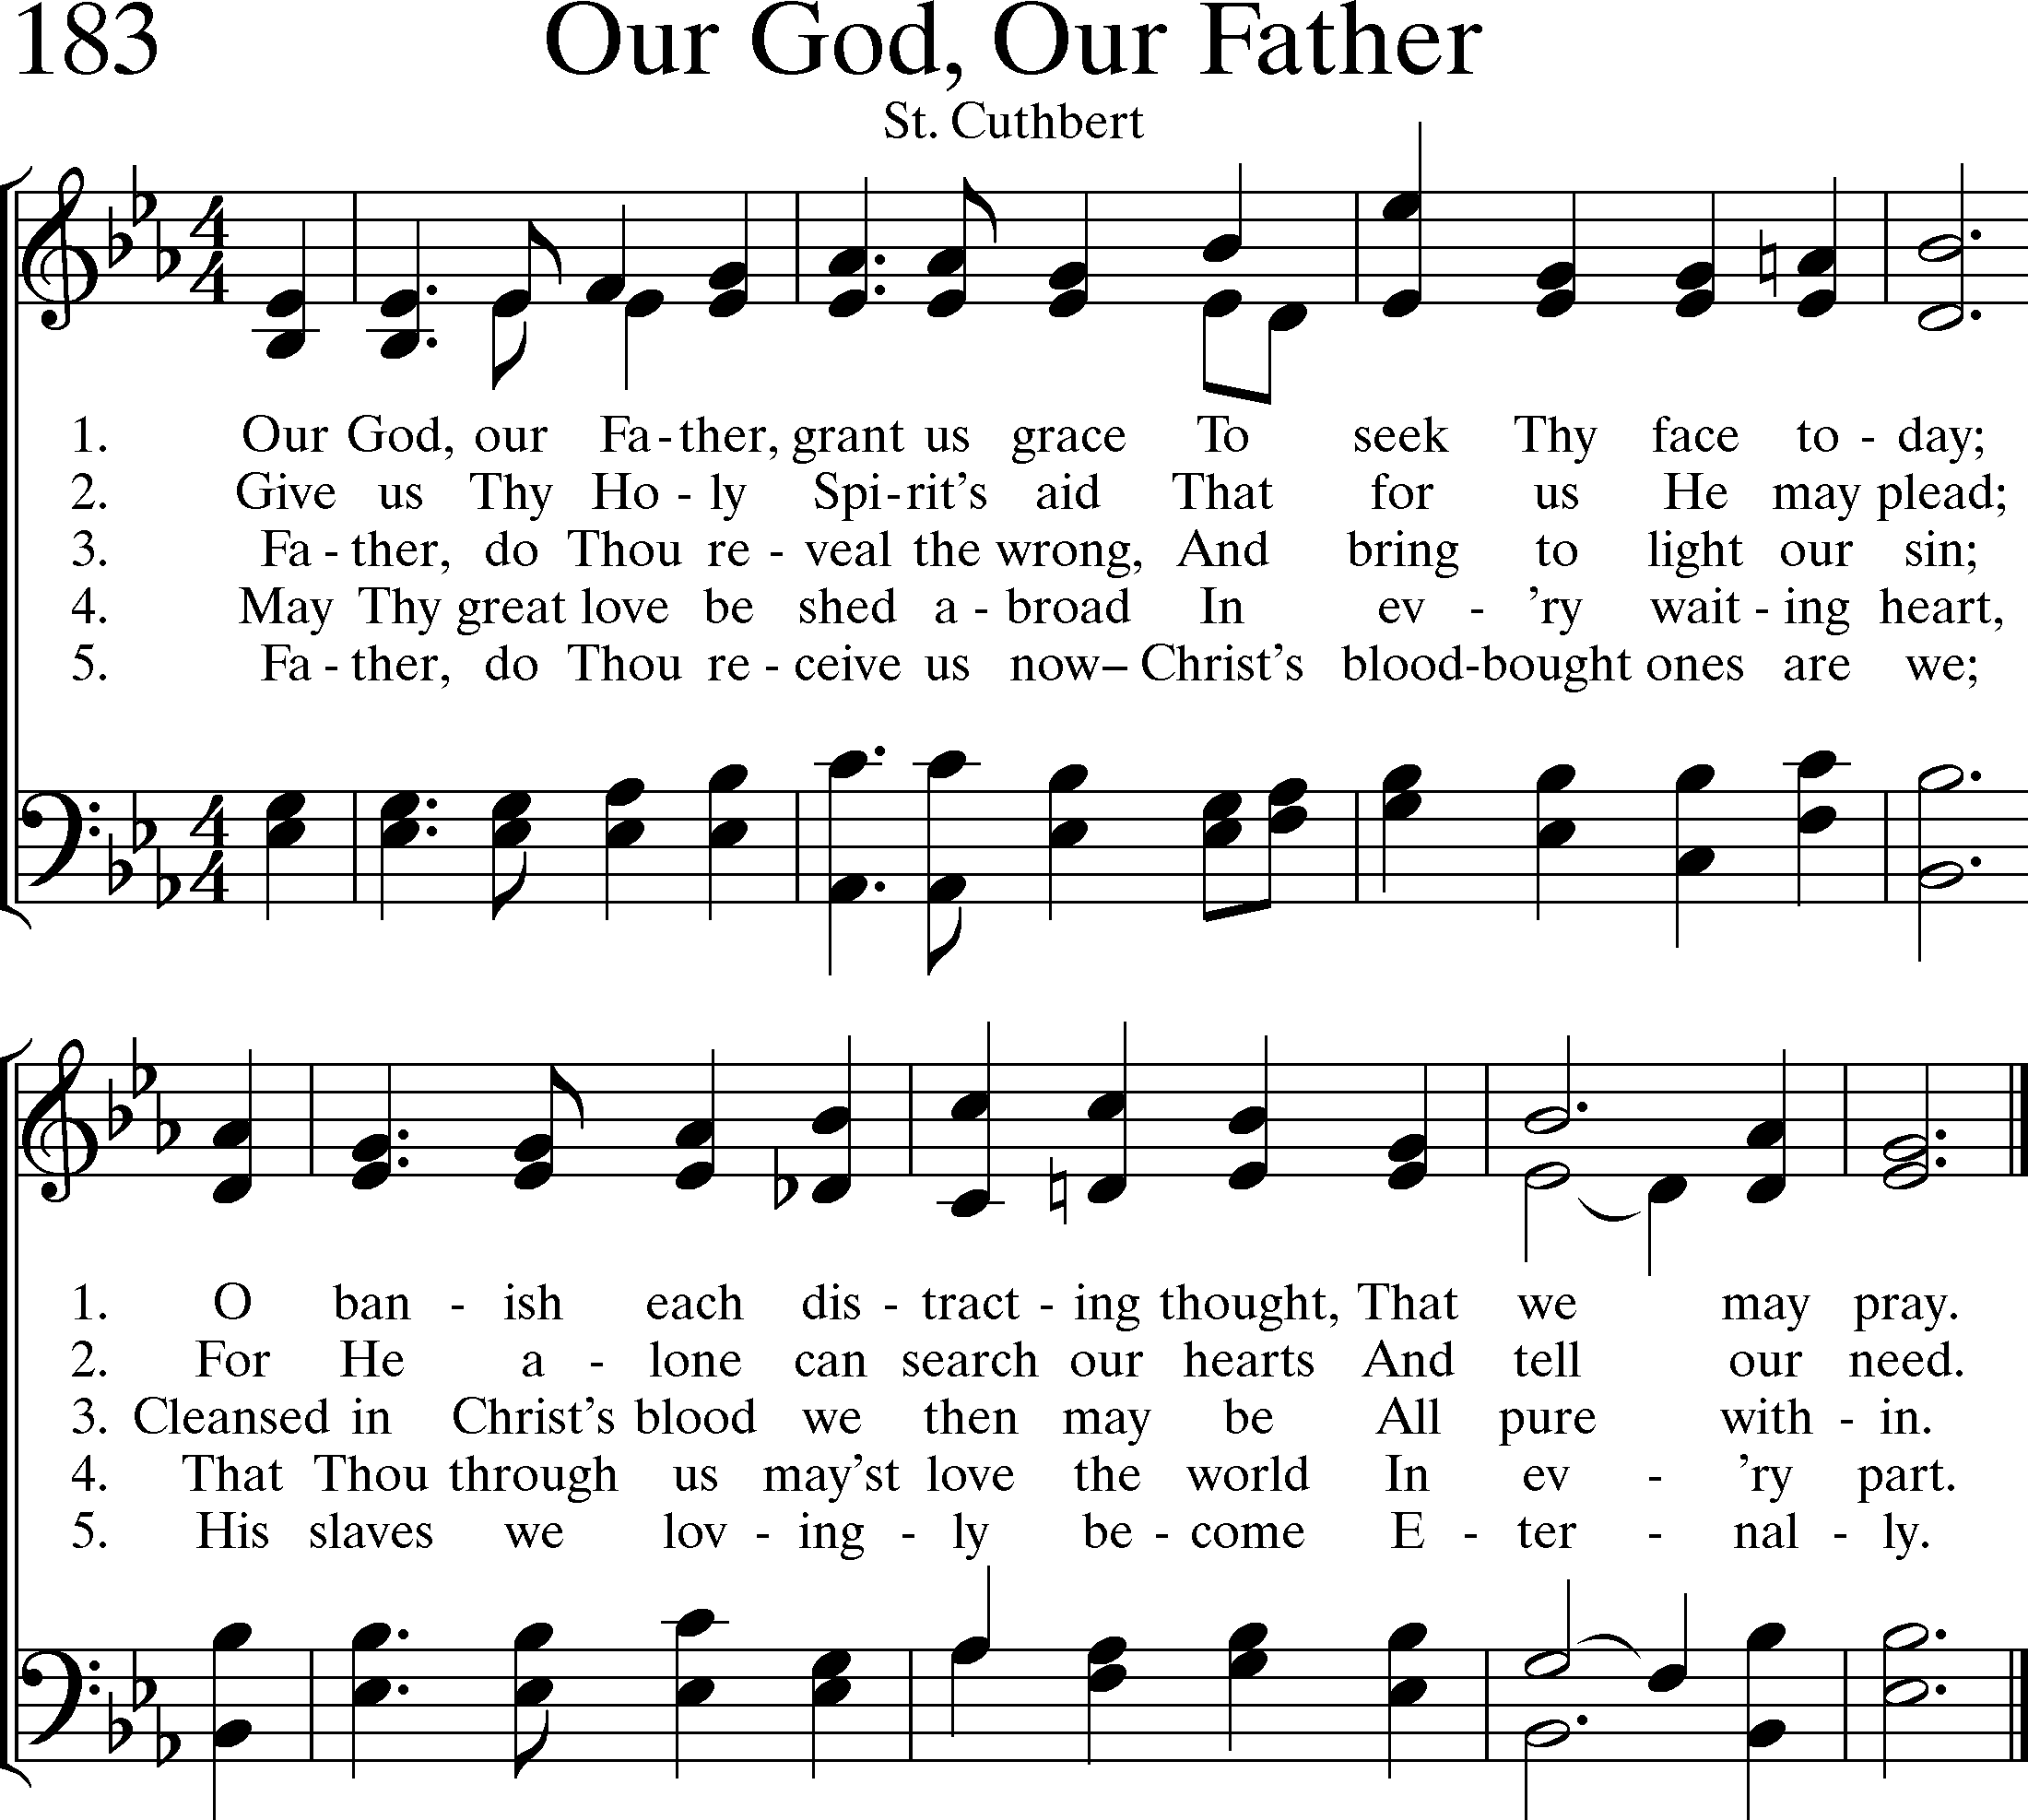 183 Our God, Our Father
St. Cuthbert
4
4
1. Our God, our Fa - ther, grant us grace To seek Thy face to - day;
2. Give us Thy Ho - ly Spi - rit's aid That for us He may plead;
3. Fa - ther, do Thou re - veal the wrong, And bring to light our sin;
4. May Thy great love be shed a - broad In ev - 'ry wait - ing heart,
5. Fa - ther, do Thou re - ceive us now– Christ's blood-bought ones are we;
4
4
1. O ban - ish each dis - tract - ing thought, That we may pray.
2. For He a - lone can search our hearts And tell our need.
3. Cleansed in Christ's blood we then may be All pure with - in.
4. That Thou through us may'st love the world In ev - 'ry part.
5. His slaves we lov - ing - ly be - come E - ter - nal - ly.